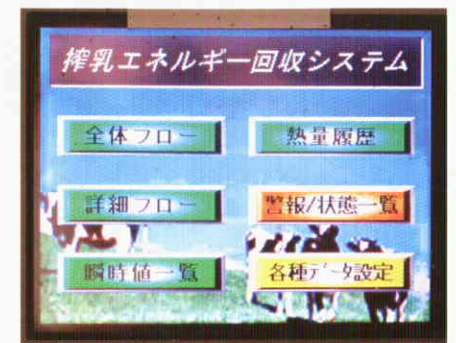 搾乳エネルギー回収システム
全体フロー
熱量履歴
詳細フロー
警報/状態一覧
瞬時値一覧
各種データ設定